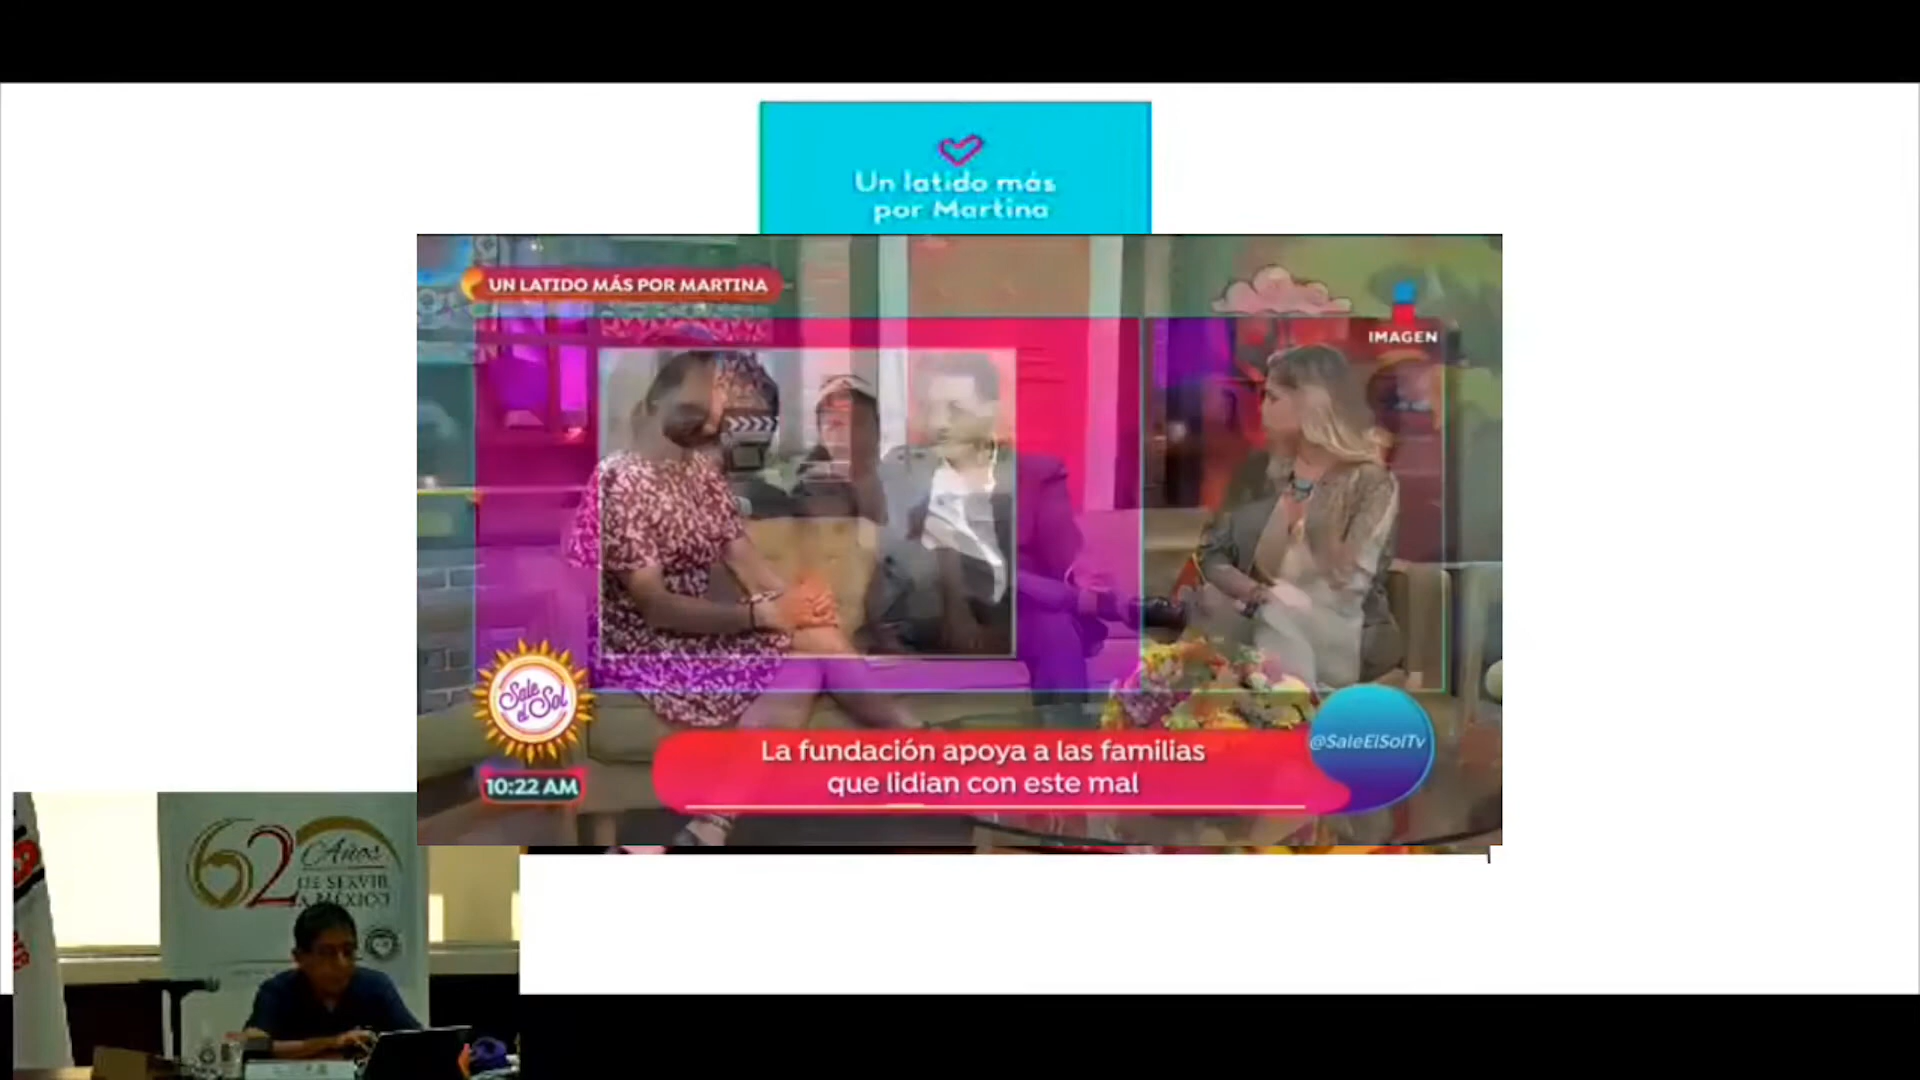 Un latido más
por Martina
UN LATIDO MÁS POR MARTINA
IMAGEN
Sale
el Sol
@SaleElSolTv
La fundación apoya a las familias
que lidian con este mal
10:22 AM
62 Años
DE SERVIR
A MÉXICO